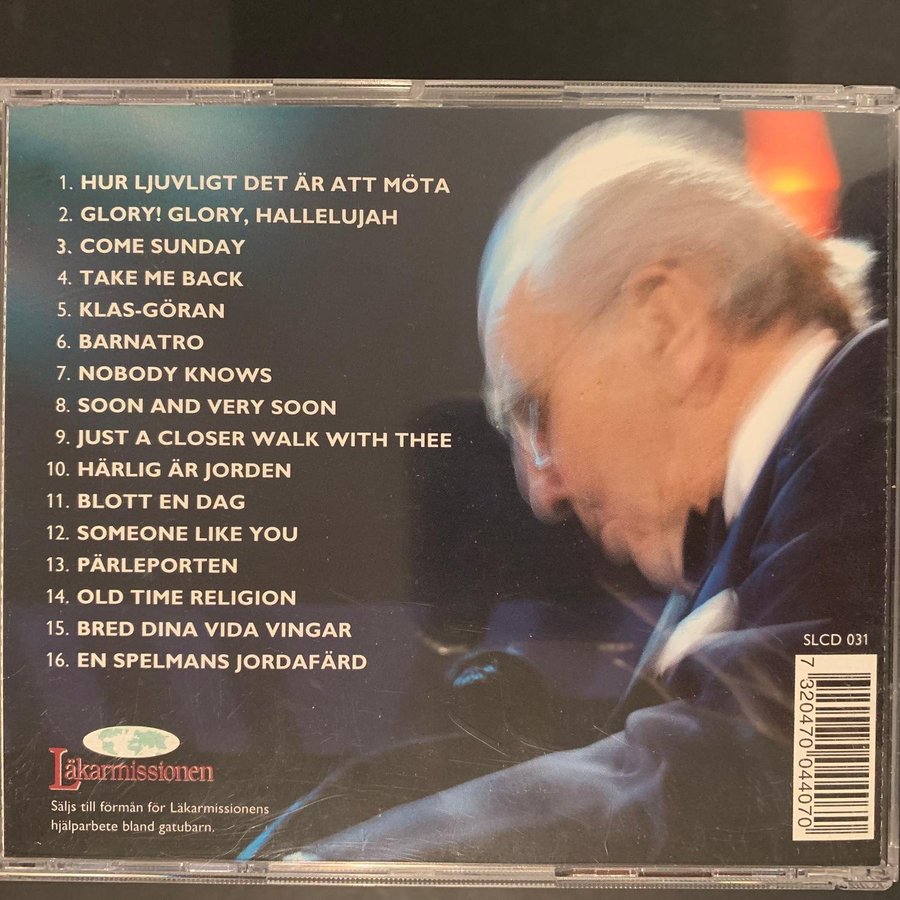 1. HUR LJUVLIGT DET ÄR ATT MÖTA
2. GLORY! GLORY, HALLELUJAH
3. COME SUNDAY
4. TAKE ME BACK
5. KLAS-GÖRAN
6. BARNATRO
7. NOBODY KNOWS
8. SOON AND VERY SOON
9. JUST A CLOSER WALK WITH THEE
10. HÄRLIG ÄR JORDEN
11. BLOTT EN DAG
12. SOMEONE LIKE YOU
13. PÄRLEPORTEN
14. OLD TIME RELIGION
15. BRED DINA VIDA VINGAR
16. EN SPELMANS JORDAFÄRD
SLCD 031
7 320470 044070
Läkarmissionen
Säljs till förmån för Läkarmissionens
hjälparbete bland gatubarn.